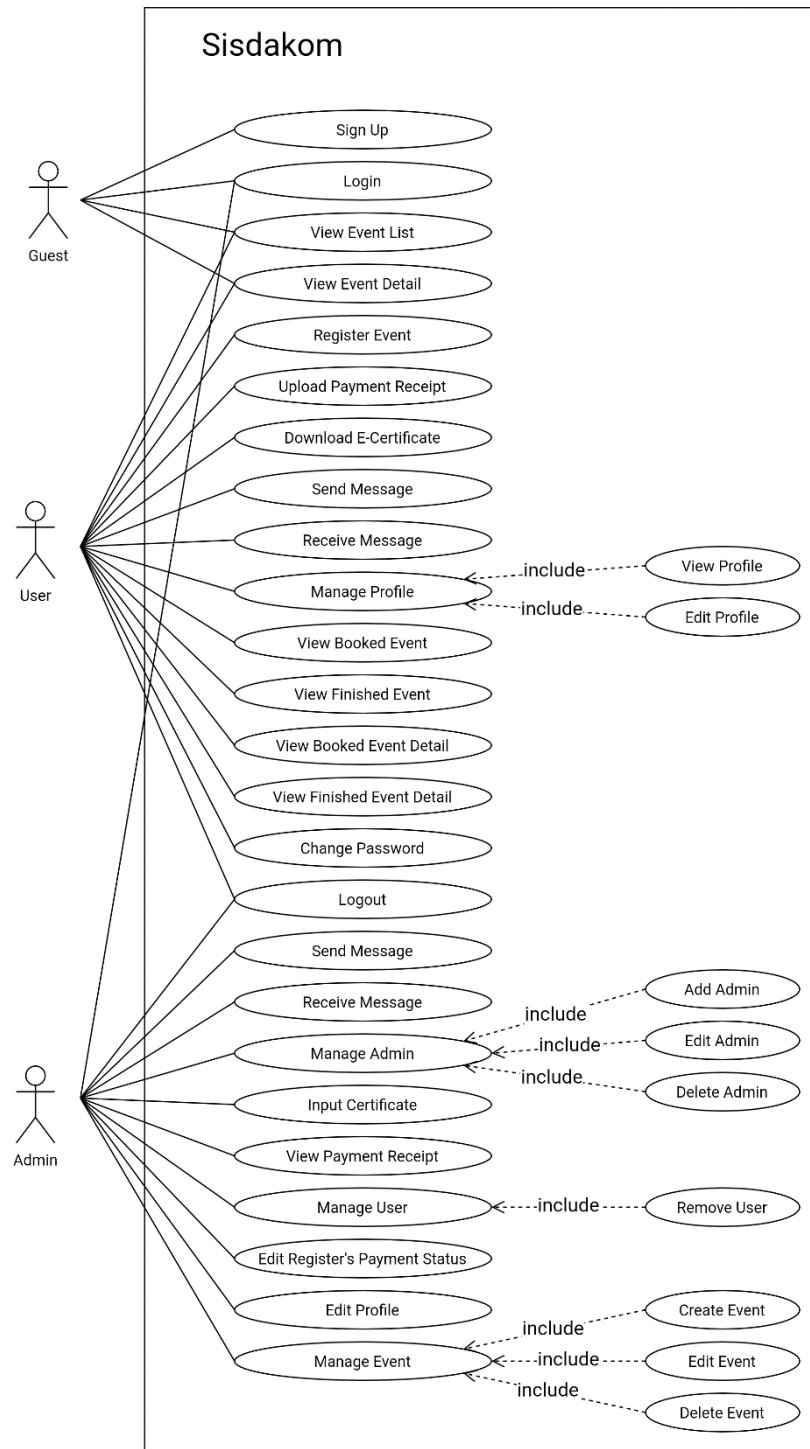 Sisdakom
Sign Up
Login
Guest
View Event List
View Event Detail
Register Event
Upload Payment Receipt
Download E-Certificate
Send Message
User
Receive Message
include
View Profile
Manage Profile
include
Edit Profile
View Booked Event
View Finished Event
View Booked Event Detail
View Finished Event Detail
Change Password
Logout
Send Message
Receive Message
include
Add Admin
Manage Admin
include
Edit Admin
include
Delete Admin
Admin
Input Certificate
View Payment Receipt
Manage User
include
Remove User
Edit Register's Payment Status
Edit Profile
include
Create Event
Manage Event
include
Edit Event
include
Delete Event